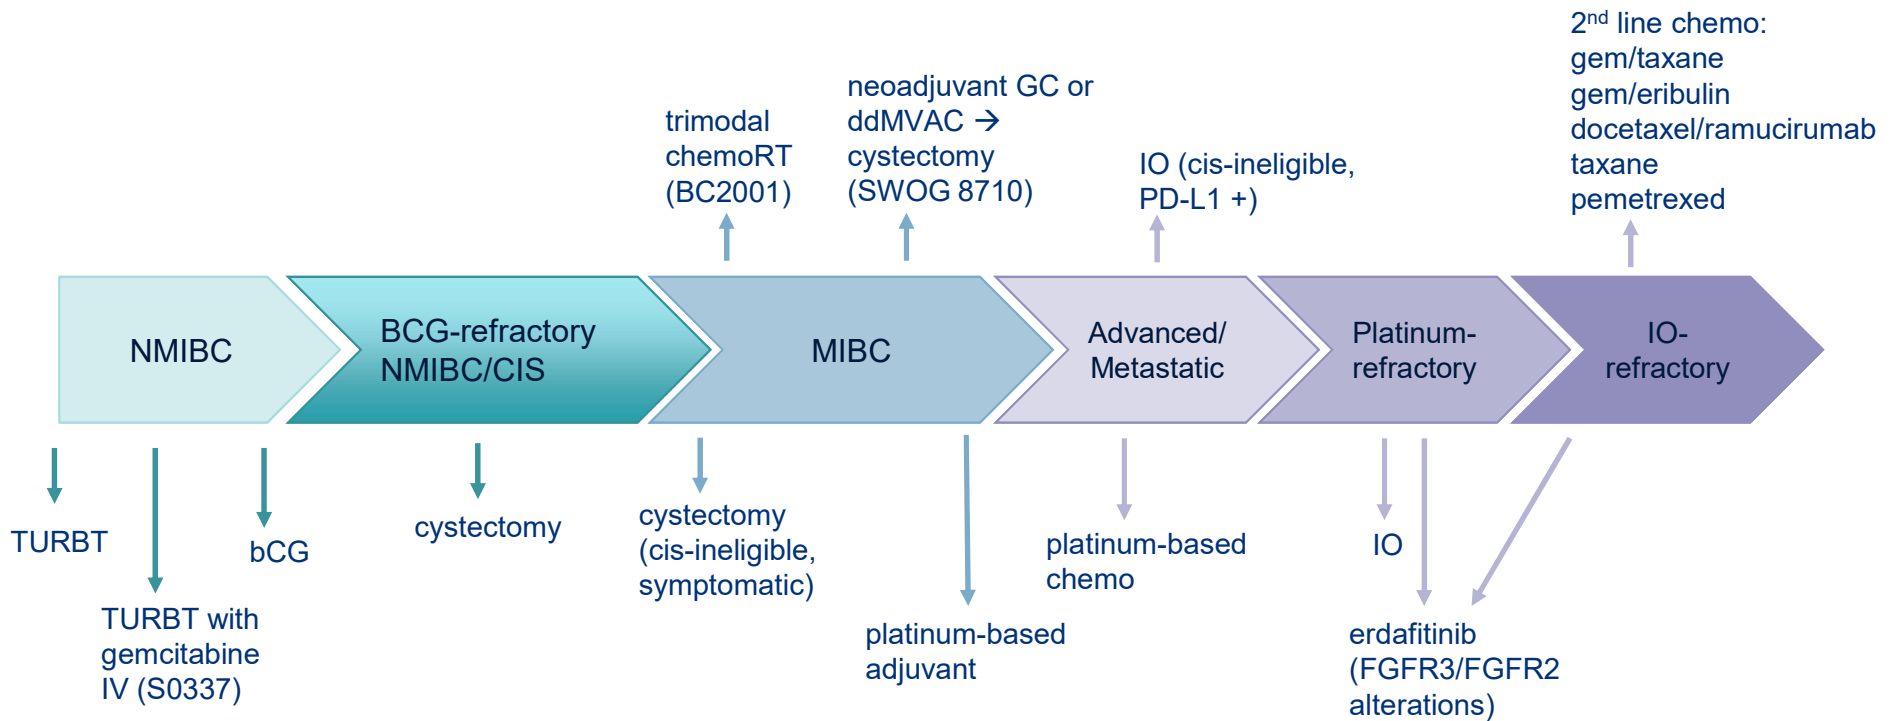 2nd line chemo:
gem/taxane
gem/eribulin
docetaxel/ramucirumab
taxane
pemetrexed
neoadjuvant GC or
ddMVAC →
cystectomy
(SWOG 8710)
trimodal
chemoRT
(BC2001)
IO (cis-ineligible,
PD-L1 +)
NMIBC
BCG-refractory
NMIBC/CIS
MIBC
Advanced/
Metastatic
Platinum-
refractory
IO-
refractory
TURBT
TURBT with
gemcitabine
IV (S0337)
bCG
cystectomy
cystectomy
(cis-ineligible,
symptomatic)
platinum-based
adjuvant
platinum-based
chemo
IO
erdafitinib
(FGFR3/FGFR2
alterations)